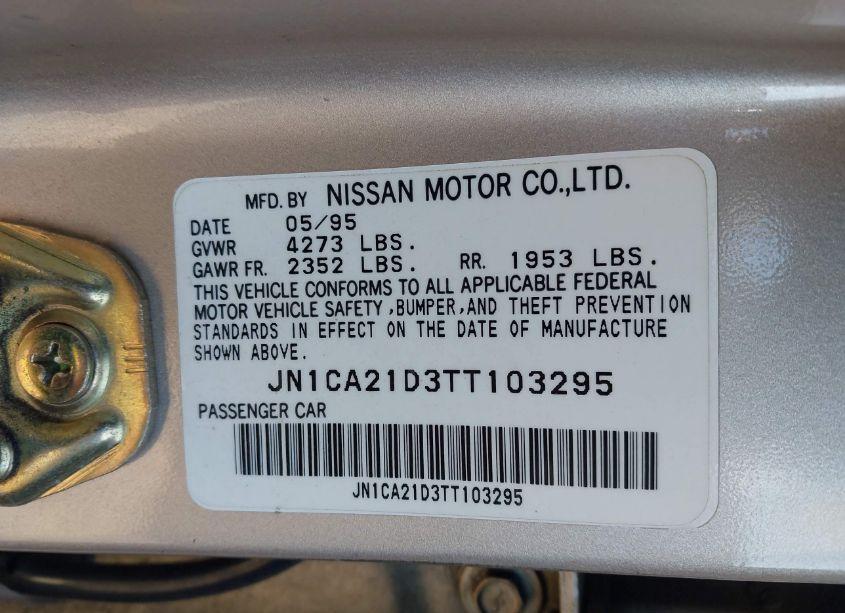 MFD. BY NISSAN MOTOR CO.,LTD.
DATE 05/95
GVWR 4273 LBS.
GAWR FR. 2352 LBS. RR. 1953 LBS.
THIS VEHICLE CONFORMS TO ALL APPLICABLE FEDERAL
MOTOR VEHICLE SAFETY ,BUMPER,AND THEFT PREVENTION
STANDARDS IN EFFECT ON THE DATE OF MANUFACTURE
SHOWN ABOVE.
JN1CA21D3TT103295
PASSENGER CAR
JN1CA21D3TT103295